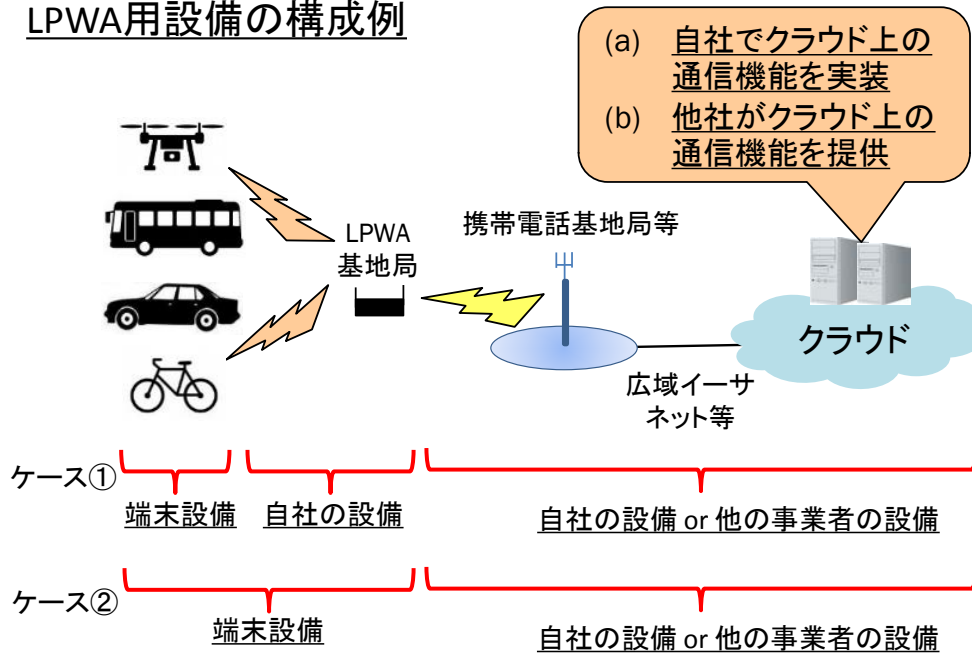 LPWA用設備の構成例
(a) 自社でクラウド上の
通信機能を実装
(b) 他社がクラウド上の
通信機能を提供
LPWA
基地局
携帯電話基地局等
クラウド
広域イーサ
ネット等
ケース①
端末設備
自社の設備
自社の設備 or 他の事業者の設備
ケース②
端末設備
自社の設備 or 他の事業者の設備